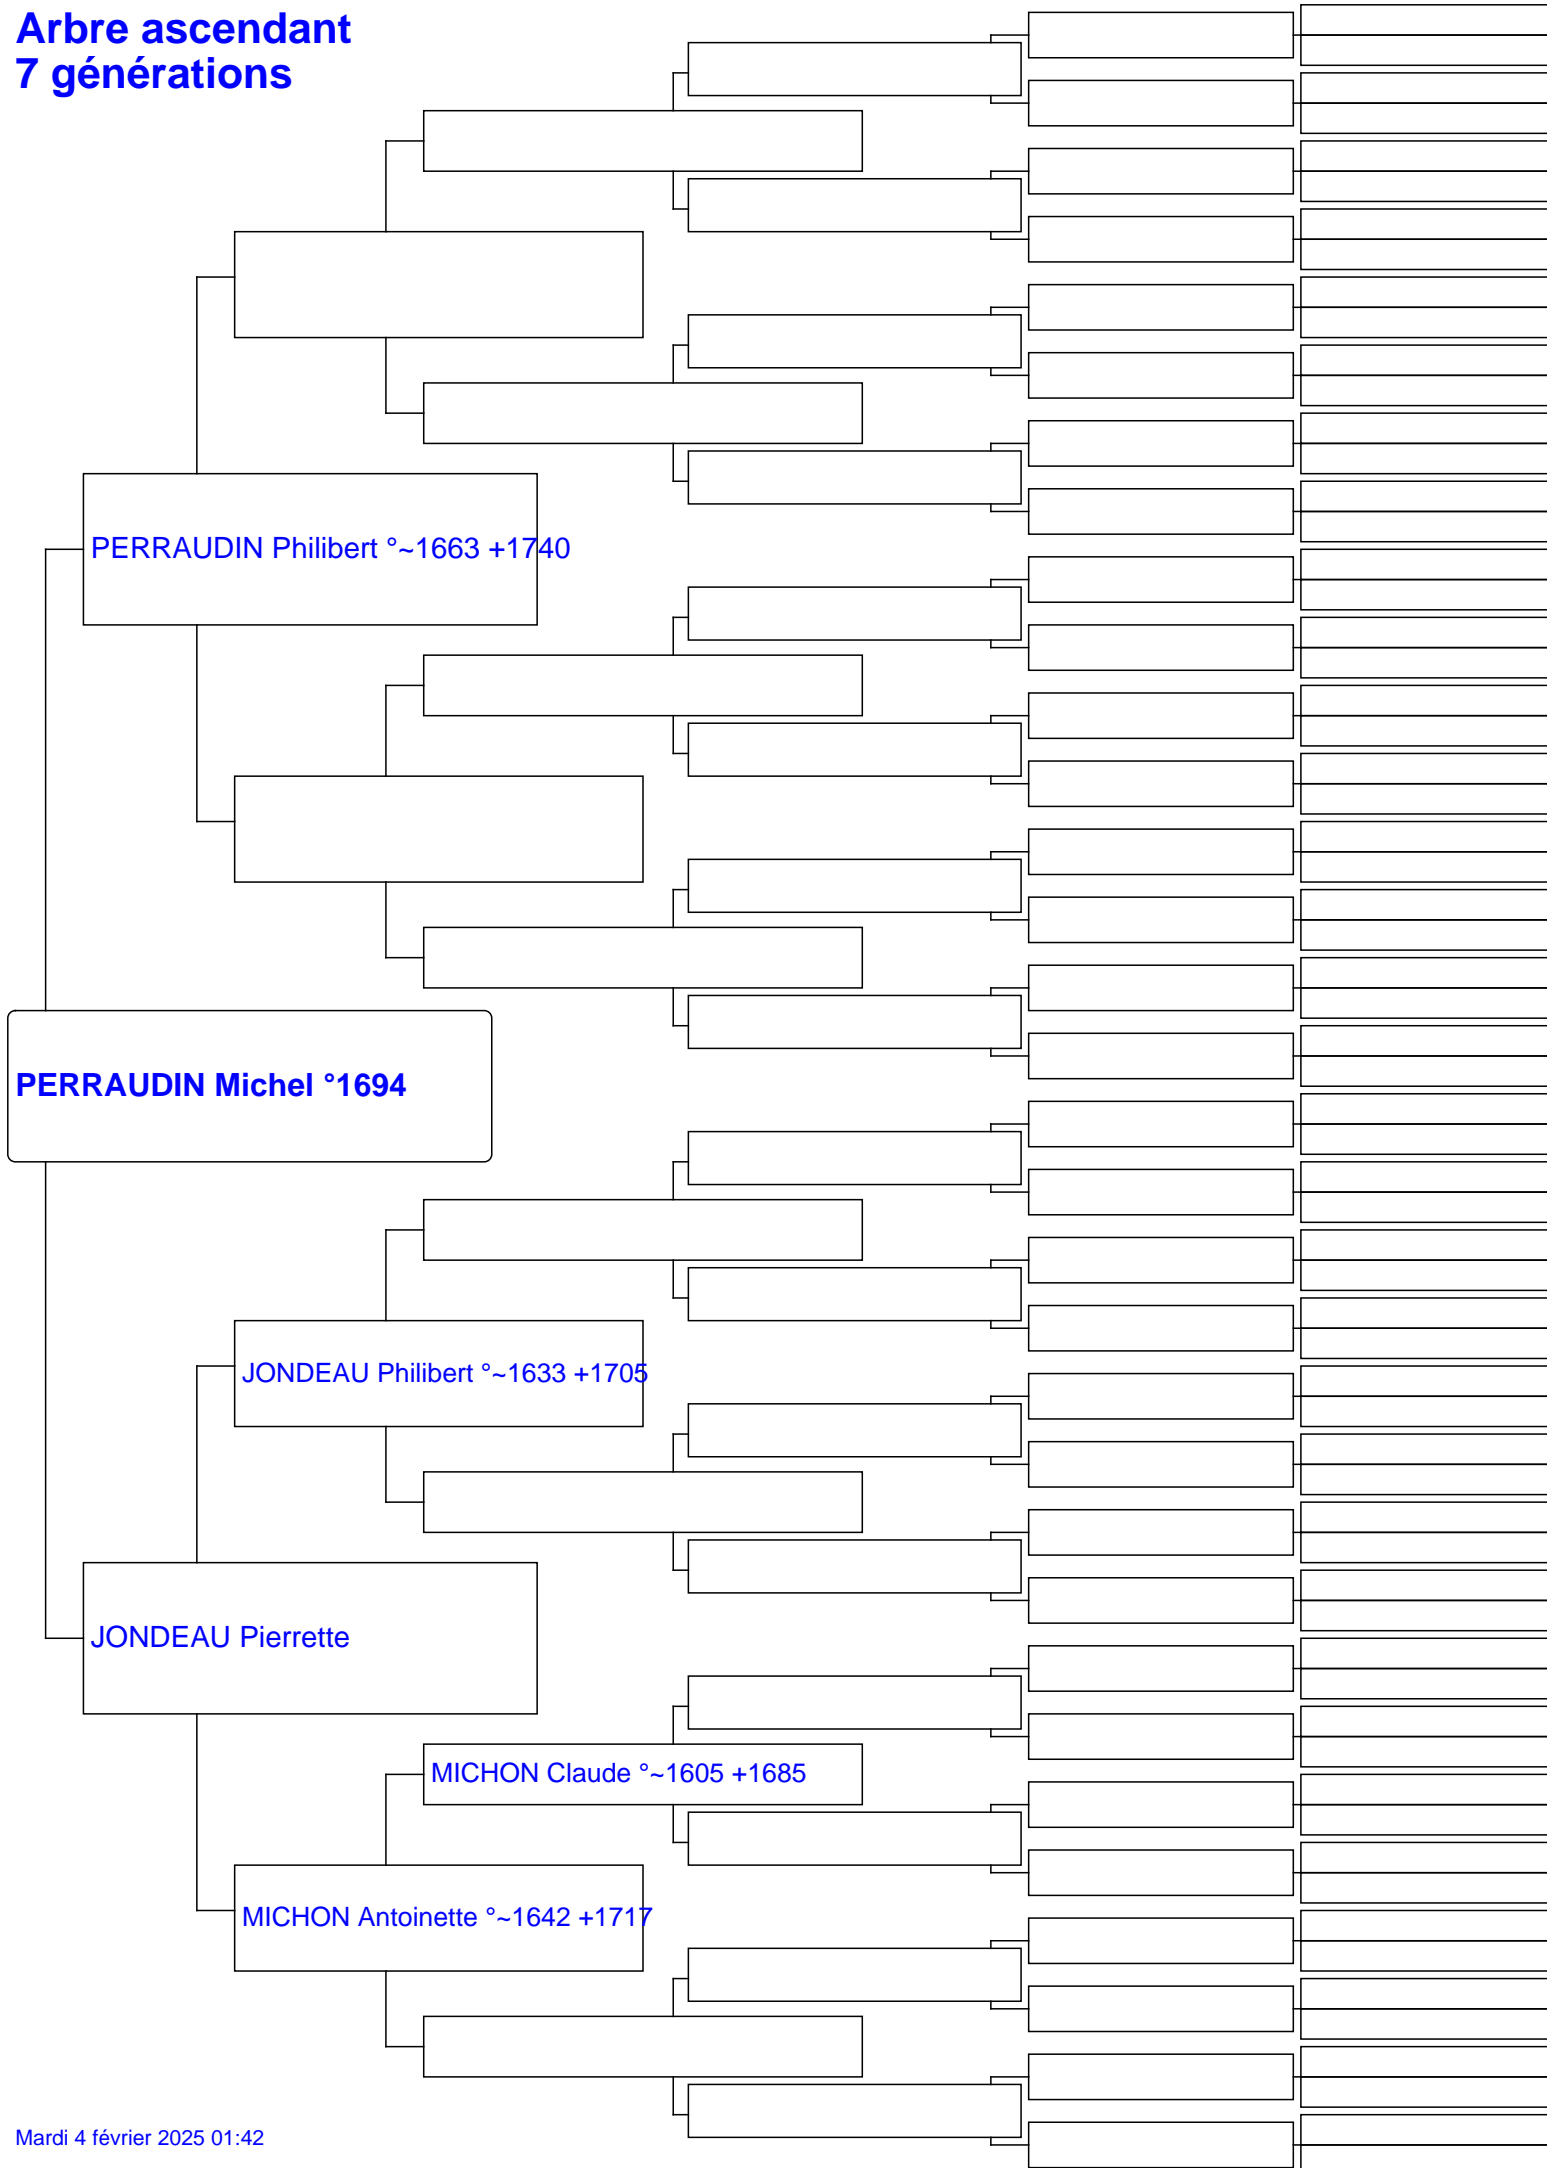 Arbre ascendant
7 générations
PERRAUDIN Philibert °~1663 +1740
PERRAUDIN Michel °1694
JONDEAU Philibert °~1633 +1705
JONDEAU Pierrette
MICHON Claude °~1605 +1685
MICHON Antoinette °~1642 +1717
Mardi 4 février 2025 01:42